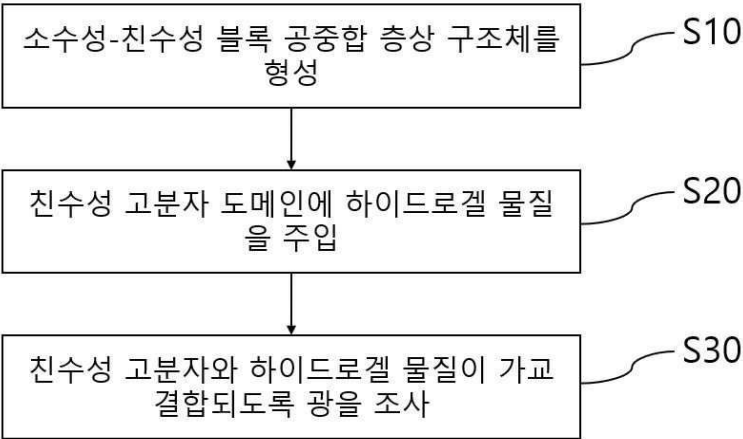 소수성-친수성 블록 공중합 층상 구조체를
형성
S10
친수성 고분자 도메인에 하이드로겔 물질
을 주입
S20
친수성 고분자와 하이드로겔 물질이 가교
결합되도록 광을 조사
S30